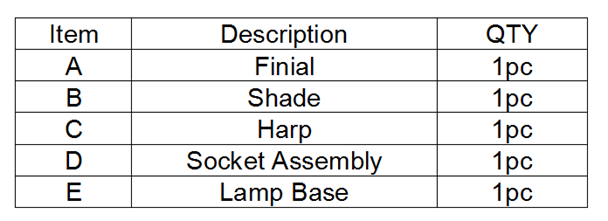 Item Description QTY
A Finial 1pc
B Shade 1pc
C Harp 1pc
D Socket Assembly 1pc
E Lamp Base 1pc